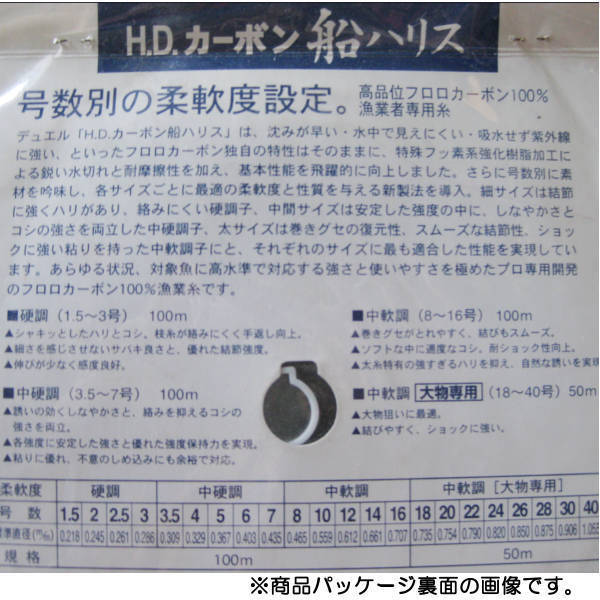 H.D.カーボン船ハリス
号数別の柔軟度設定。
高品位フロロカーボン100%
漁業者専用糸
デュエル「H.D.カーボン船ハリス」は、沈みが早い・水中で見えにくい・吸水せず紫外線
に強い、といったフロロカーボン独自の特性はそのままに、特殊フッ素系強化樹脂加工に
よる鋭い水切れと耐摩擦性を加え、基本性能を飛躍的に向上しました。さらに号数別に素
材を吟味し、各サイズごとに最適の柔軟度と性質を与える新製法を導入。細サイズは結節
に強くハリがあり、絡みにくい硬調子、中間サイズは安定した強度の中に、しなやかさと
コシの強さを両立した中硬調子、太サイズは巻きグセの復元性、スムーズな結節性、ショック
に強い粘りを持った中軟調子にと、それぞれのサイズに最も適合した性能を実現してい
ます。あらゆる状況、対象魚に高水準で対応する強さと使いやすさを極めたプロ専用開発
のフロロカーボン100%漁業糸です。
■硬調(1.5〜3号) 100m
▲シャキッとしたハリとコシ。枝糸が絡みにくく手返し向上。
▲細さを感じさせないサバキ良さと、優れた結節強度。
▲伸びが少なく感度良好。
■中硬調(3.5〜7号) 100m
▲誘いの効くしなやかさと、絡みを抑えるコシの
強さを両立。
▲各強度に安定した強さと優れた強度保持力を実現。
▲粘りに優れ、不意のしめ込みにも余裕で対応。
■中軟調(8〜16号) 100m
▲巻きグセがとれやすく、結びもスムーズ。
▲ソフトな中に適度なコシ。耐ショック性向上。
▲太糸特有の強すぎるハリを抑え、自然な誘いを実現
■中軟調 大物専用 (18〜40号) 50m
▲大物狙いに最適。
▲結びやすく、ショックに強い。
柔軟度 硬調 中硬調 中軟調 中軟調[大物専用]
号数 1.5 2 2.5 3 3.5 4 5 6 7 8 10 12 14 16 18 20 22 24 26 28 30 40
標準直径(m/m) 0.218 0.245 0.261 0.286 0.309 0.329 0.367 0.403 0.435 0.465 0.559 0.612 0.661 0.707 0.735 0.754 0.790 0.820 0.850 0.875 0.906 1.055
規格 100m 50m
※商品パッケージ裏面の画像です。